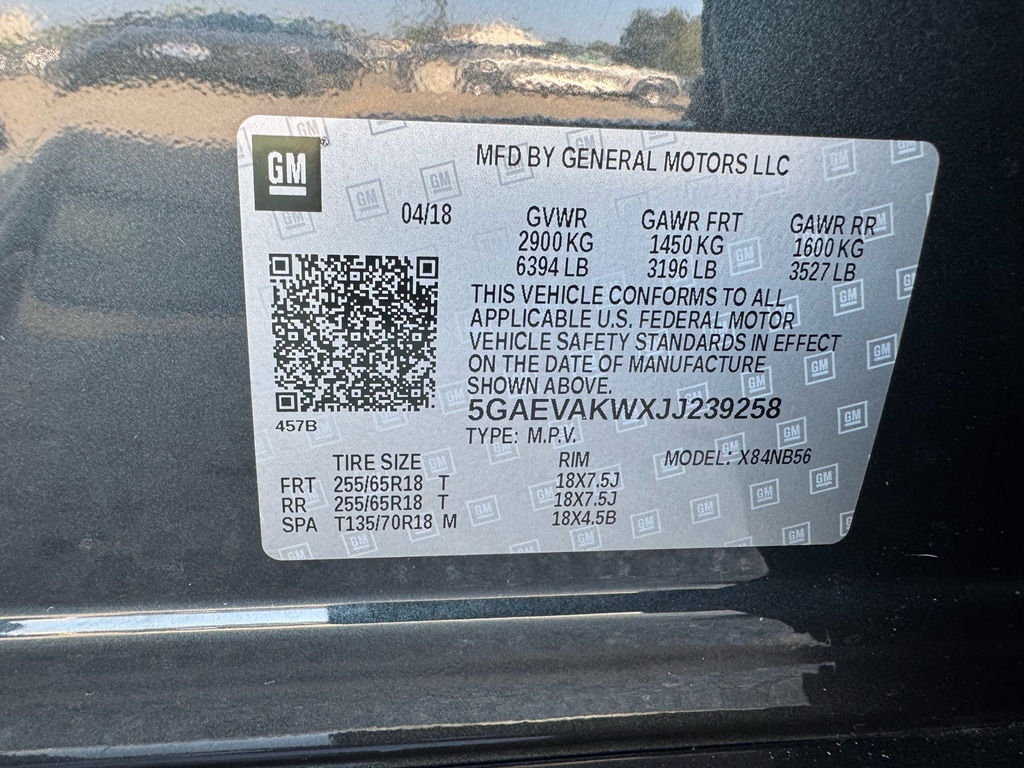 GM
MFD BY GENERAL MOTORS LLC
04/18 GVWR GAWR FRT GAWR RR
2900 KG 1450 KG 1600 KG
6394 LB 3196 LB 3527 LB
THIS VEHICLE CONFORMS TO ALL
APPLICABLE U.S. FEDERAL MOTOR
VEHICLE SAFETY STANDARDS IN EFFECT
ON THE DATE OF MANUFACTURE
SHOWN ABOVE.
5GAEVAKWXJJ239258
457B
TYPE: M.P.V. MODEL: X84NB56
TIRE SIZE RIM
FRT 255/65R18 T 18X7.5J
RR 255/65R18 T 18X7.5J
SPA T135/70R18 M 18X4.5B